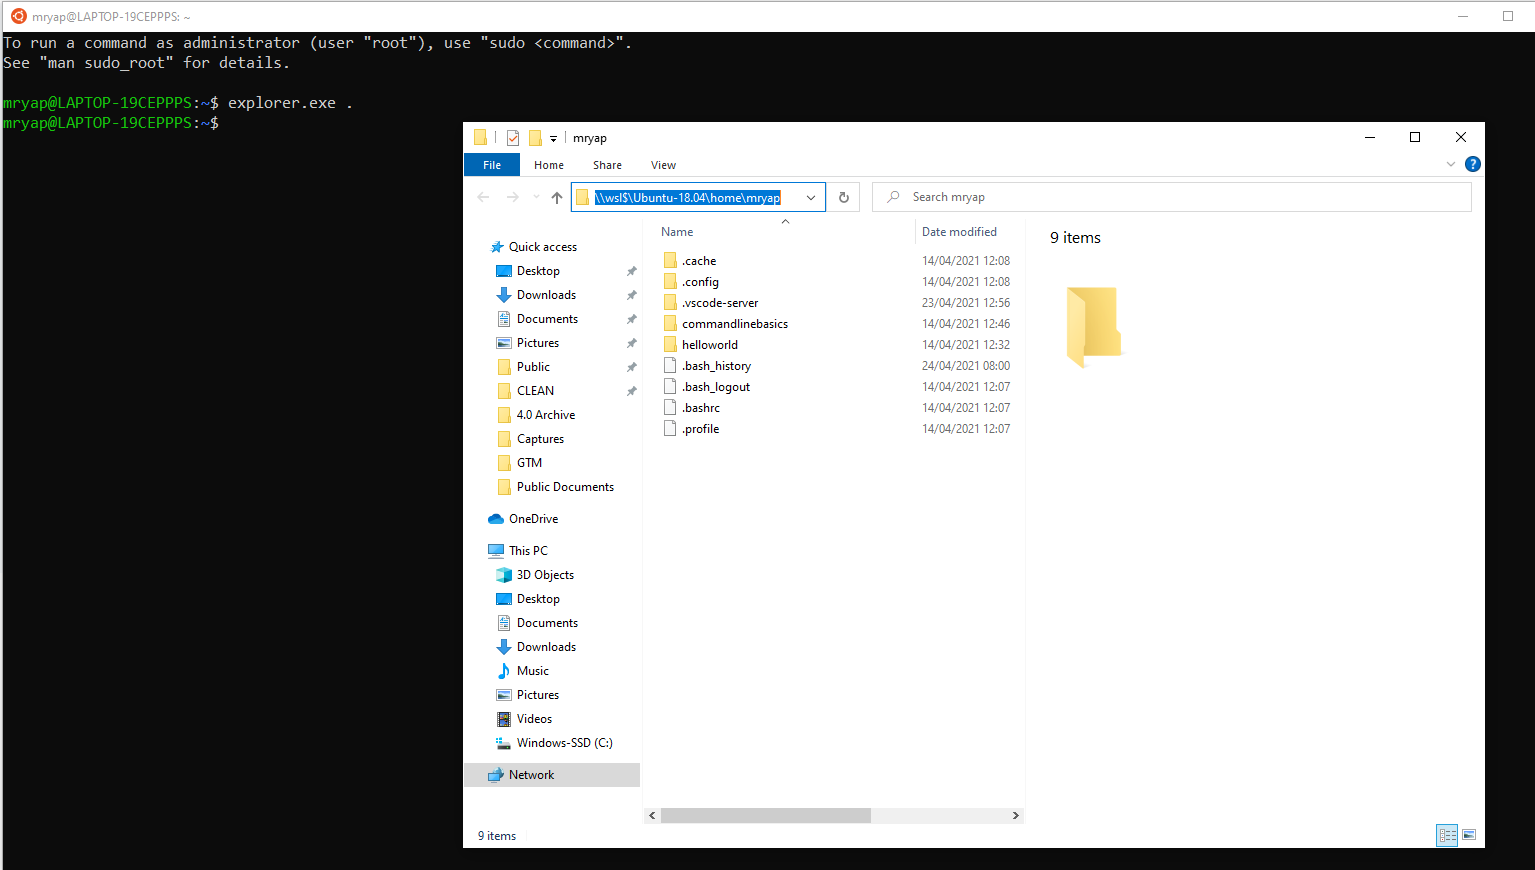 mryap@LAPTOP-19CEPPPS: ~
To run a command as administrator (user "root"), use "sudo <command>".
See "man sudo_root" for details.
mryap@LAPTOP-19CEPPPS:~$ explorer.exe .
mryap@LAPTOP-19CEPPPS:~$
mryap
File Home Share View
\\wsl$\Ubuntu-18.04\home\mryap
Search mryap
Quick access
Desktop
Downloads
Documents
Pictures
Public
CLEAN
4.0 Archive
Captures
GTM
Public Documents
OneDrive
This PC
3D Objects
Desktop
Documents
Downloads
Music
Pictures
Videos
Windows-SSD (C:)
Network
Name Date modified
.cache 14/04/2021 12:08
.config 14/04/2021 12:08
.vscode-server 23/04/2021 12:56
commandlinebasics 14/04/2021 12:46
helloworld 14/04/2021 12:32
.bash_history 24/04/2021 08:00
.bash_logout 14/04/2021 12:07
.bashrc 14/04/2021 12:07
.profile 14/04/2021 12:07
9 items
9 items